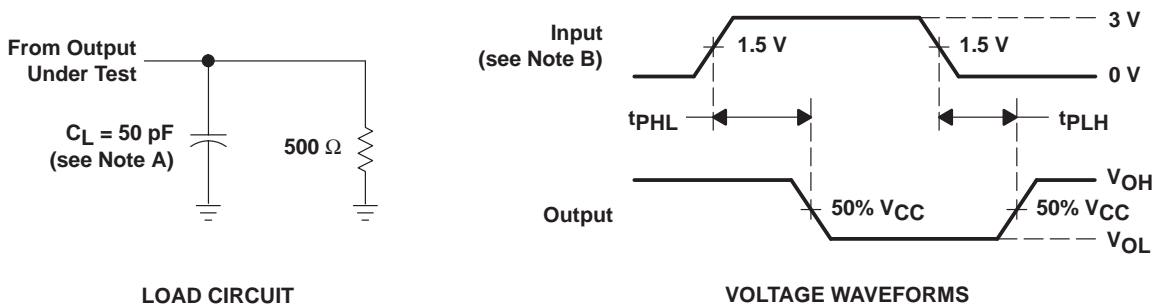 From Output
Under Test
CL = 50 pF
(see Note A)
500 Ω
LOAD CIRCUIT
Input
(see Note B)
1.5 V
1.5 V
3 V
0 V
tPHL
tPLH
Output
50% VCC
50% VCC
VOH
VOL
VOLTAGE WAVEFORMS